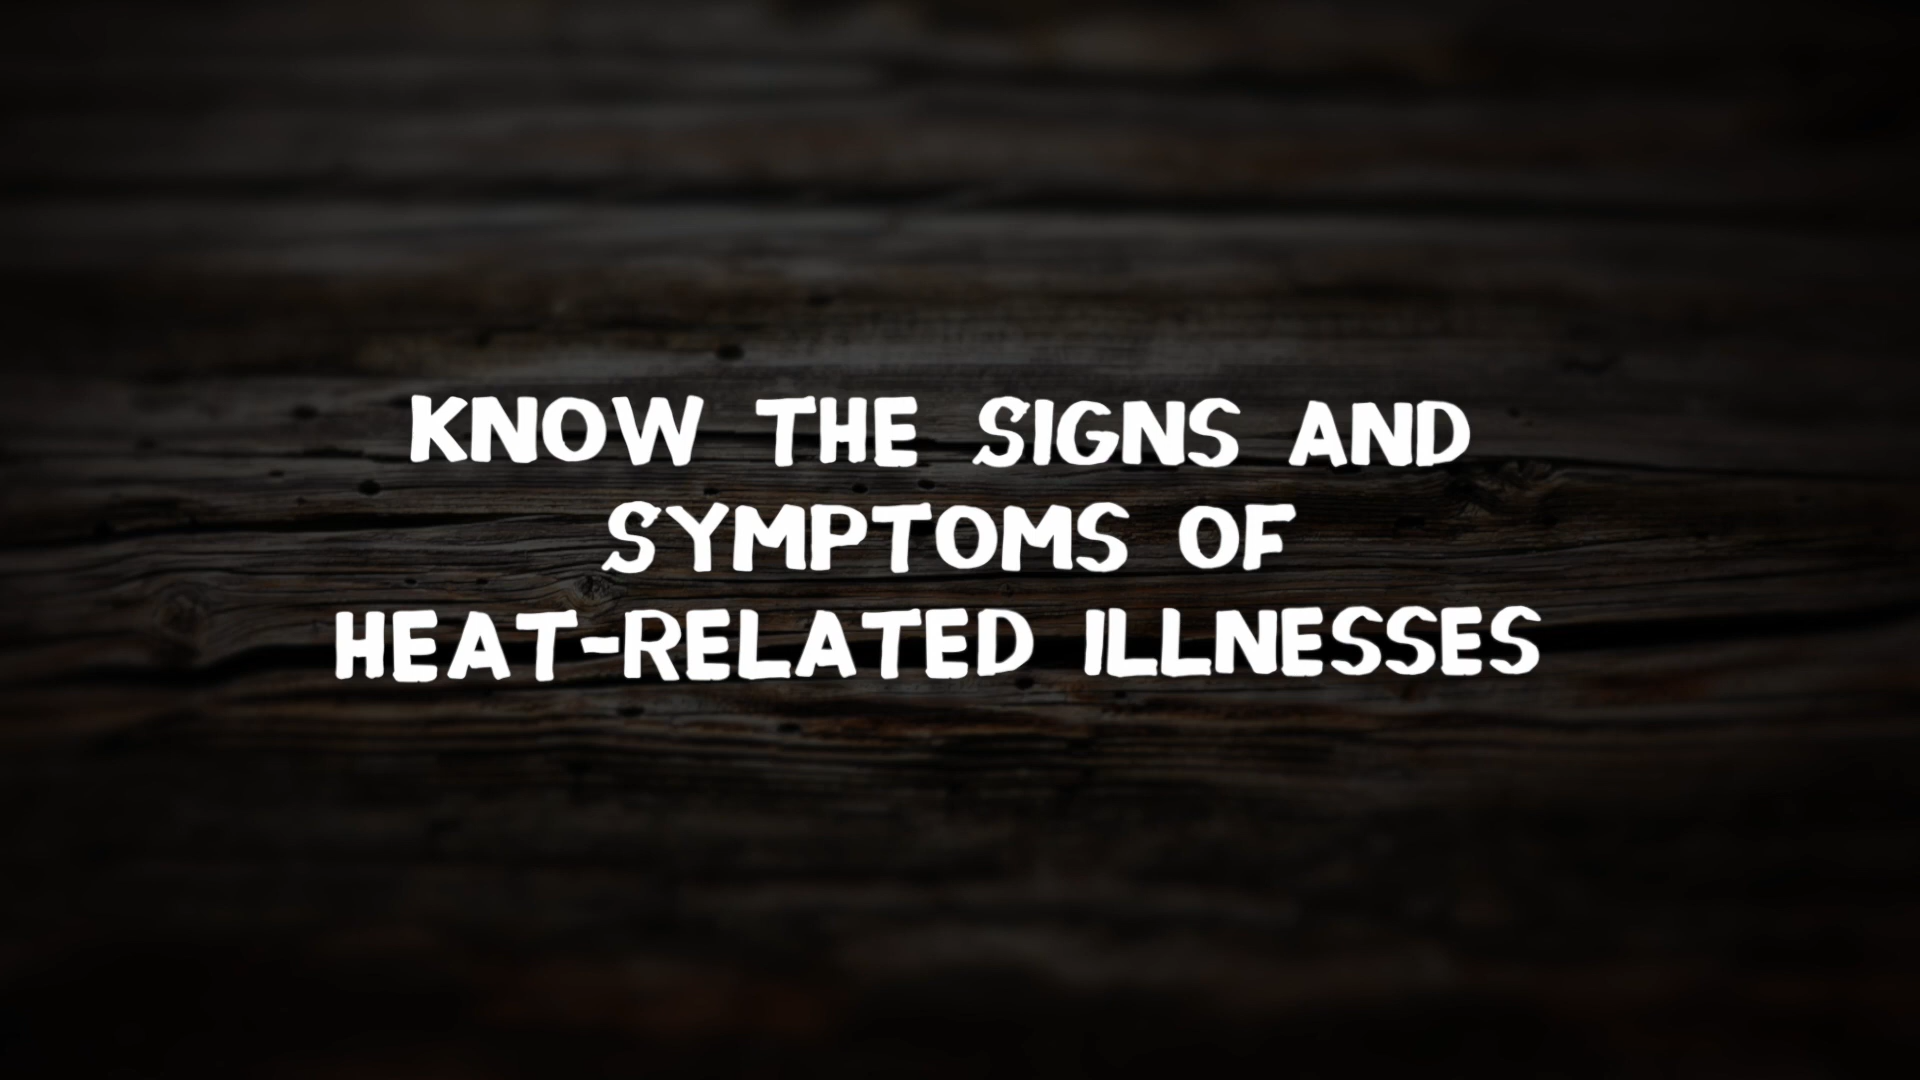 KNOW THE SIGNS AND
SYMPTOMS OF
HEAT-RELATED ILLNESSES